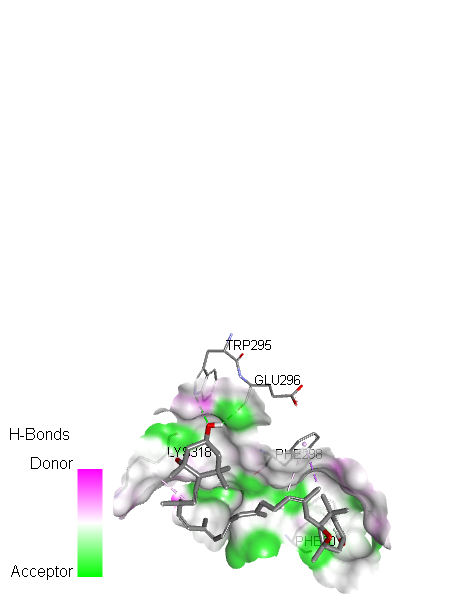 TRP295
GLU296
H-Bonds
LYS318
PHE298
Donor
Acceptor